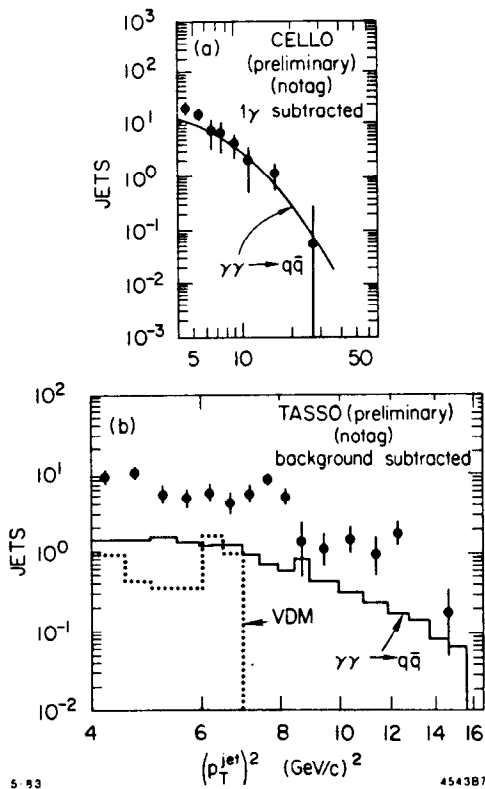 10³
(a)
CELLO
(preliminary)
(notag)
1γ subtracted
10²
10¹
10⁰
10⁻¹
10⁻²
10⁻³
JETS
γγ → qq̄
5 10 50
10²
(b)
TASSO (preliminary)
(notag)
background subtracted
10¹
10⁰
10⁻¹
10⁻²
JETS
VDM
γγ → qq̄
4 6 8 10 12 14 16
(p_T^jet)² (GeV/c)²
5-83
4543B7